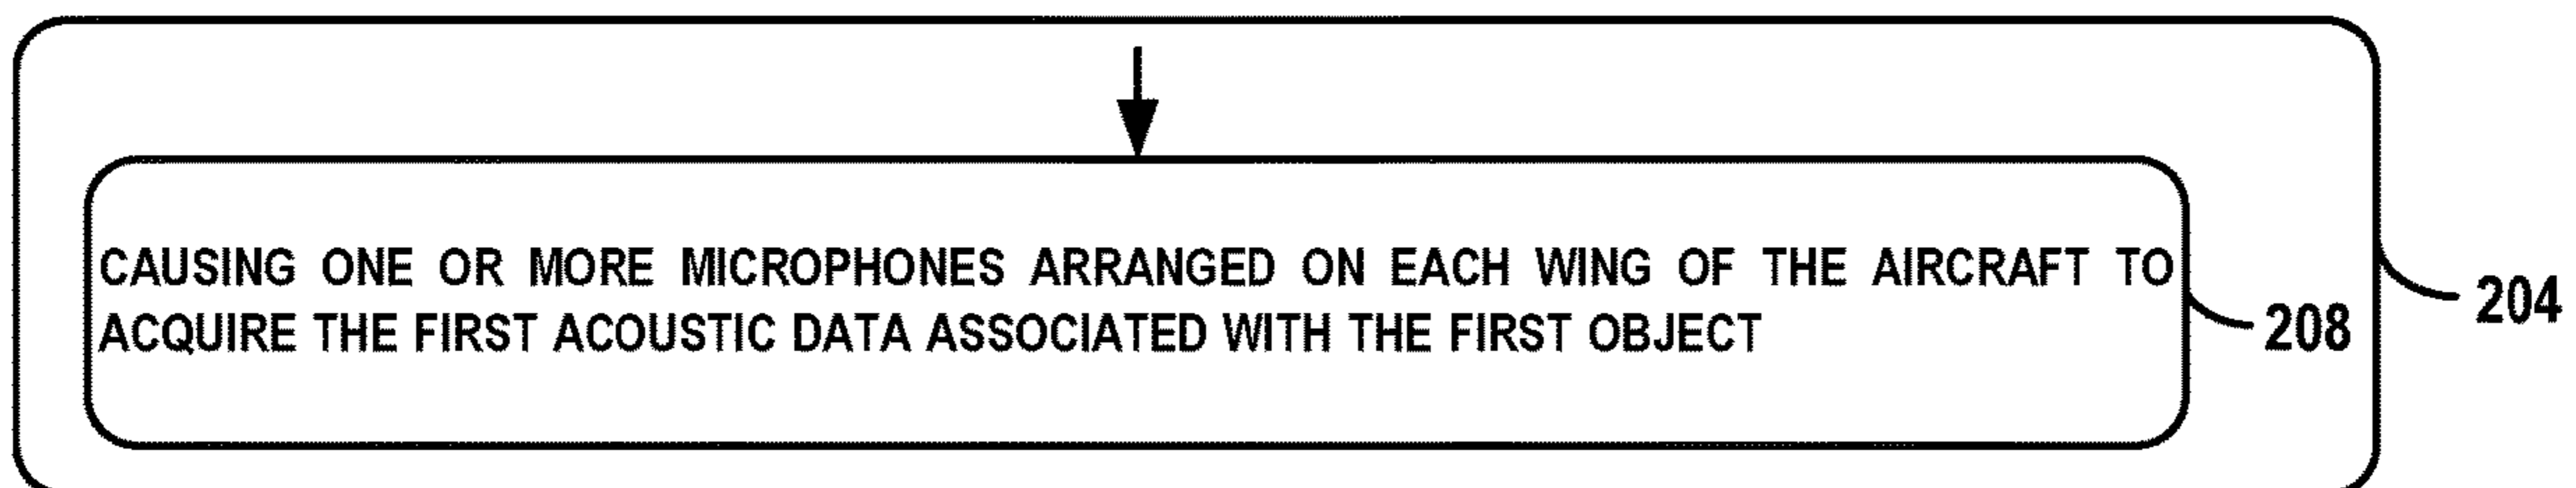 CAUSING ONE OR MORE MICROPHONES ARRANGED ON EACH WING OF THE AIRCRAFT TO
ACQUIRE THE FIRST ACOUSTIC DATA ASSOCIATED WITH THE FIRST OBJECT
208
204